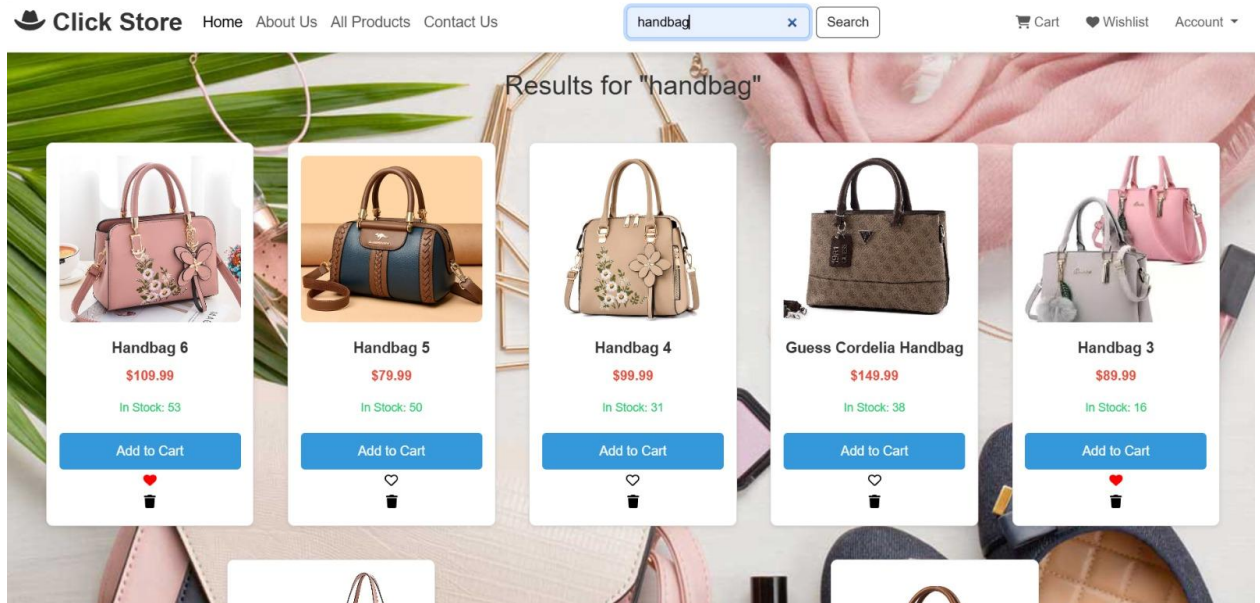 Click Store Home About Us All Products Contact Us handbag Search Cart Wishlist Account
Results for "handbag"
Handbag 6
$109.99
In Stock: 53
Add to Cart
Handbag 5
$79.99
In Stock: 50
Add to Cart
Handbag 4
$99.99
In Stock: 31
Add to Cart
Guess Cordelia Handbag
$149.99
In Stock: 38
Add to Cart
Handbag 3
$89.99
In Stock: 16
Add to Cart